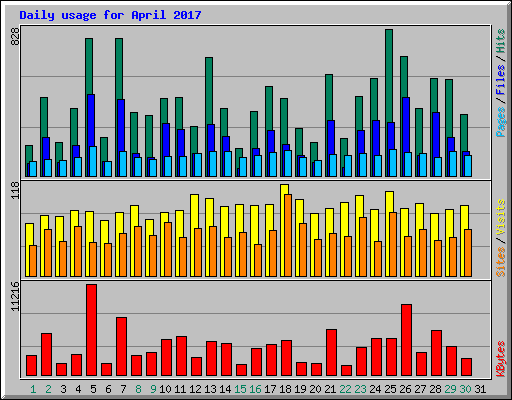 Daily usage for April 2017
828
Pages / Files / Hits
118
Sites / Visits
11216
KBytes
1 2 3 4 5 6 7 8 9 10 11 12 13 14 15 16 17 18 19 20 21 22 23 24 25 26 27 28 29 30 31